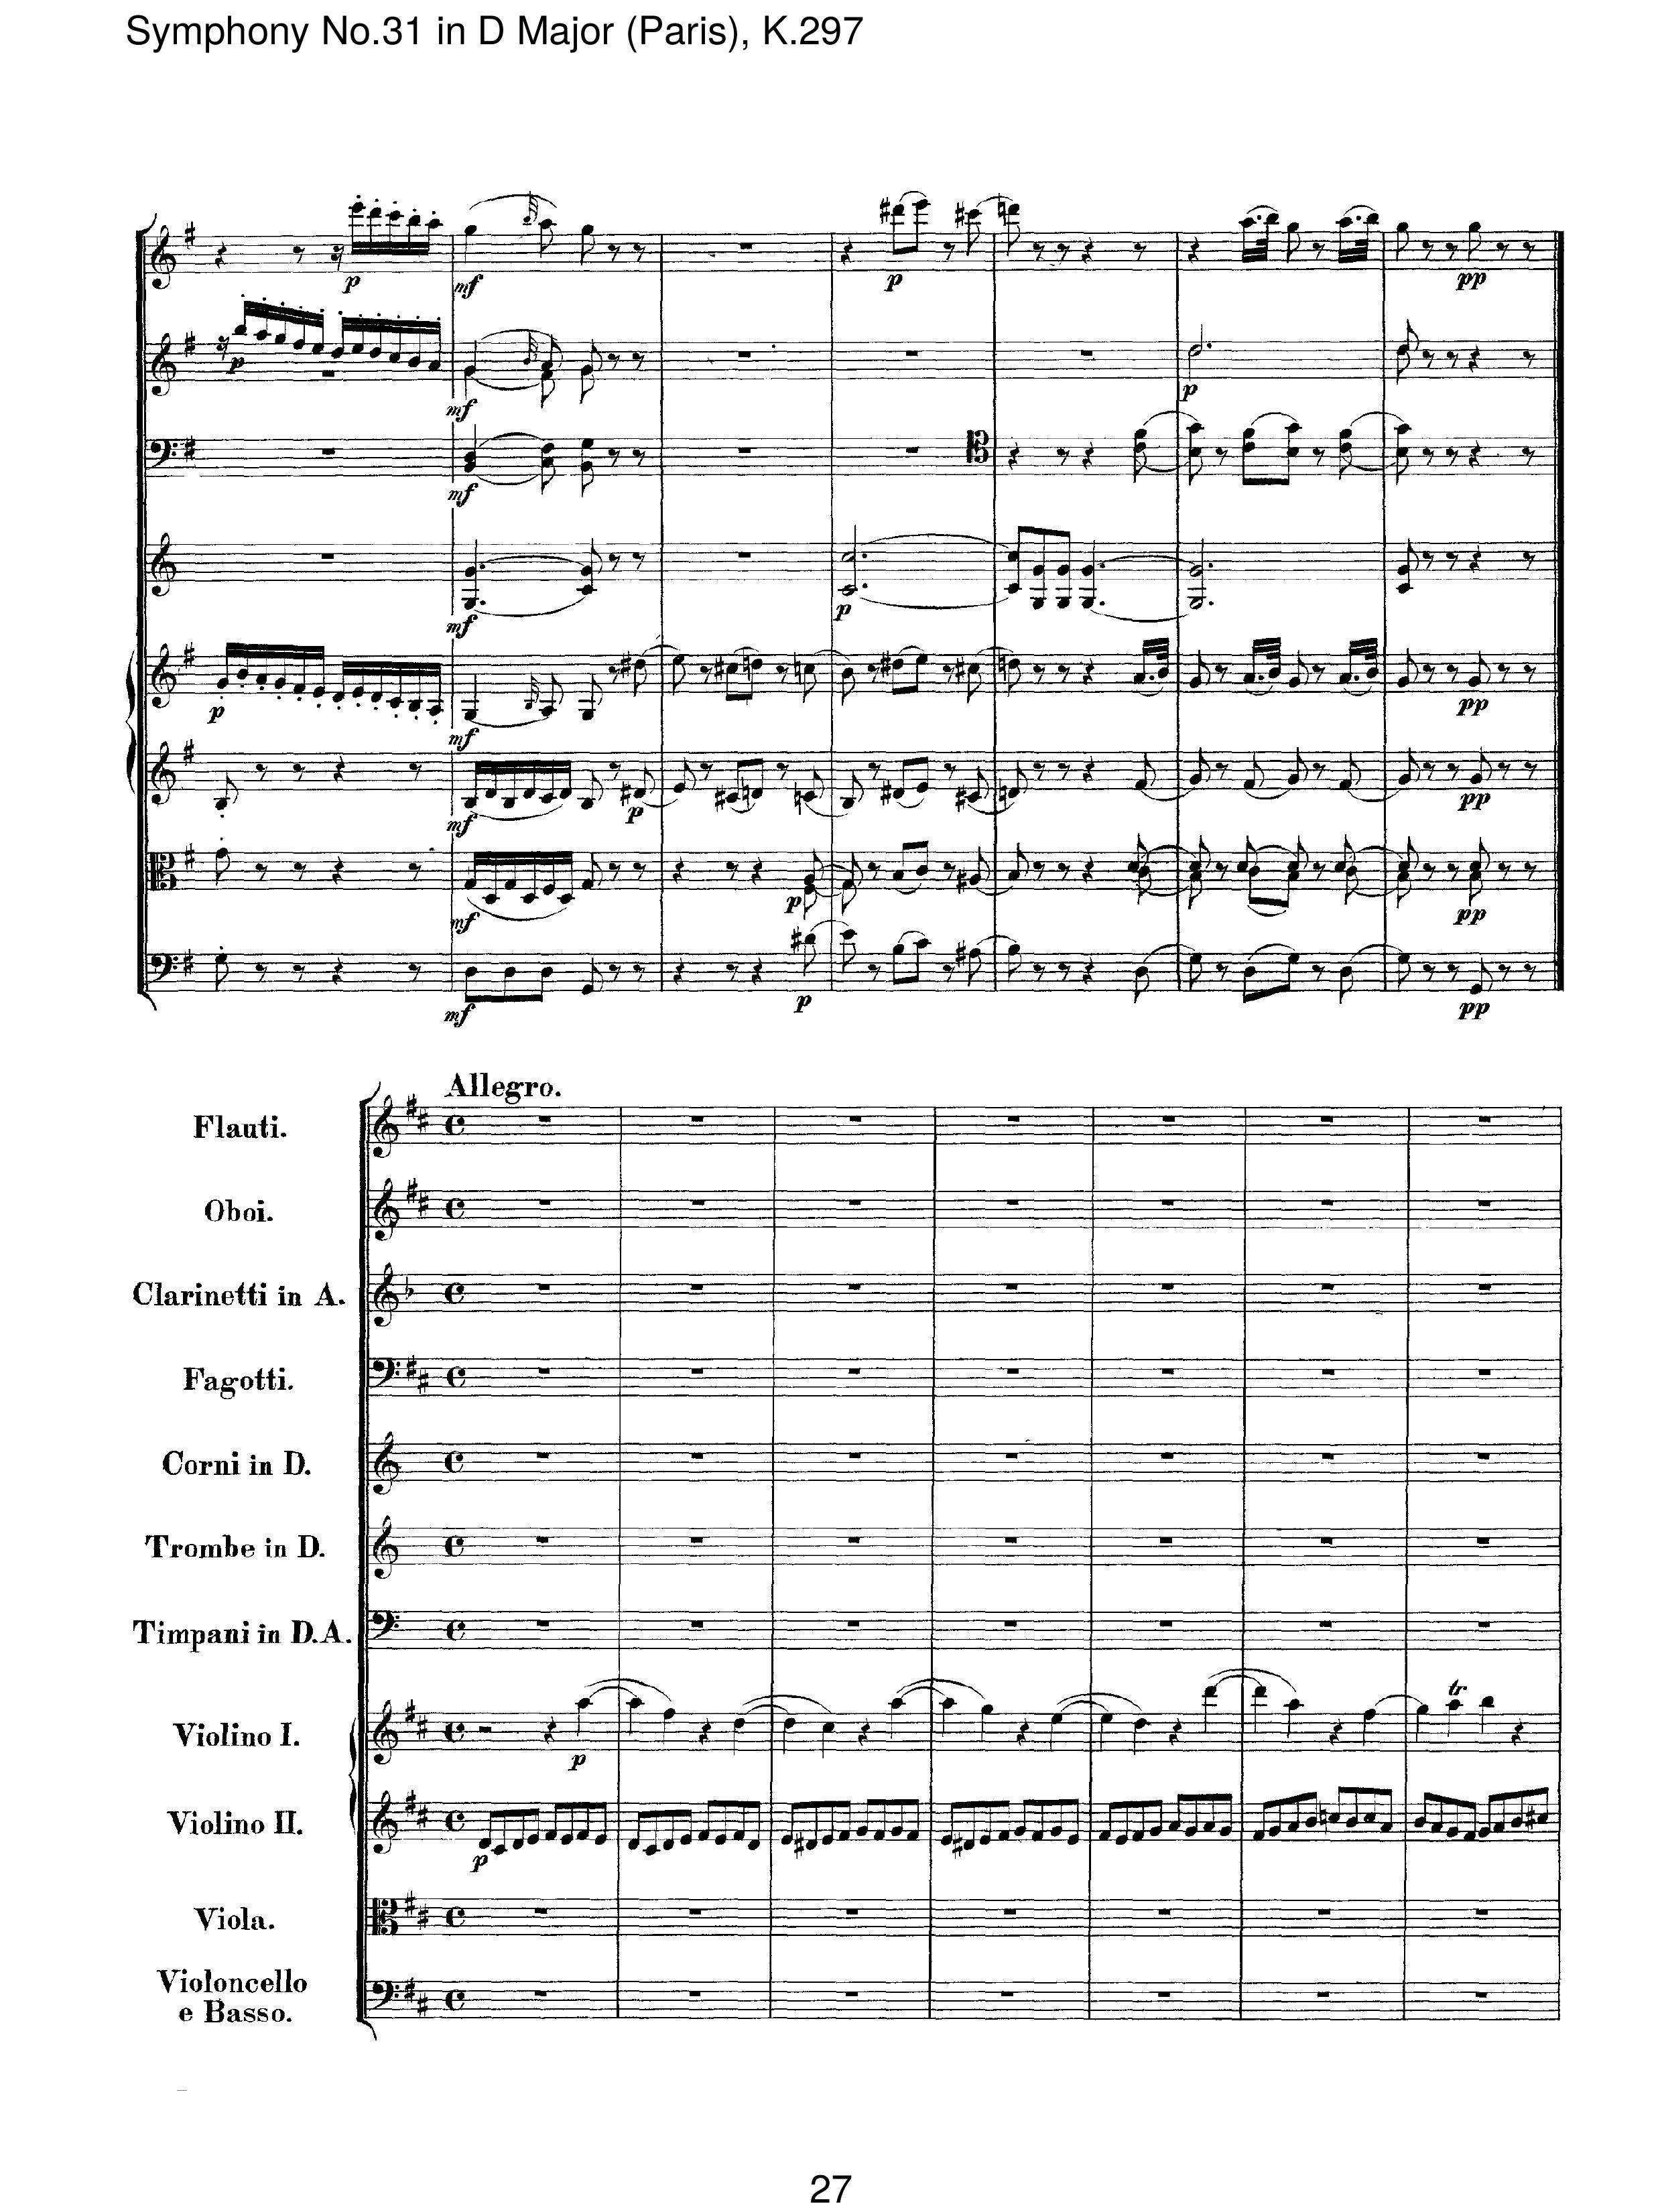 Symphony No.31 in D Major (Paris), K.297
p mf p pp
p mf p
mf
mf p
p mf pp
mf p pp
mf p pp
mf p pp
Allegro.
Flauti.
Oboi.
Clarinetti in A.
Fagotti.
Corni in D.
Trombe in D.
Timpani in D.A.
tr
Violino I.
p
Violino II.
p
Viola.
Violoncello
e Basso.
27